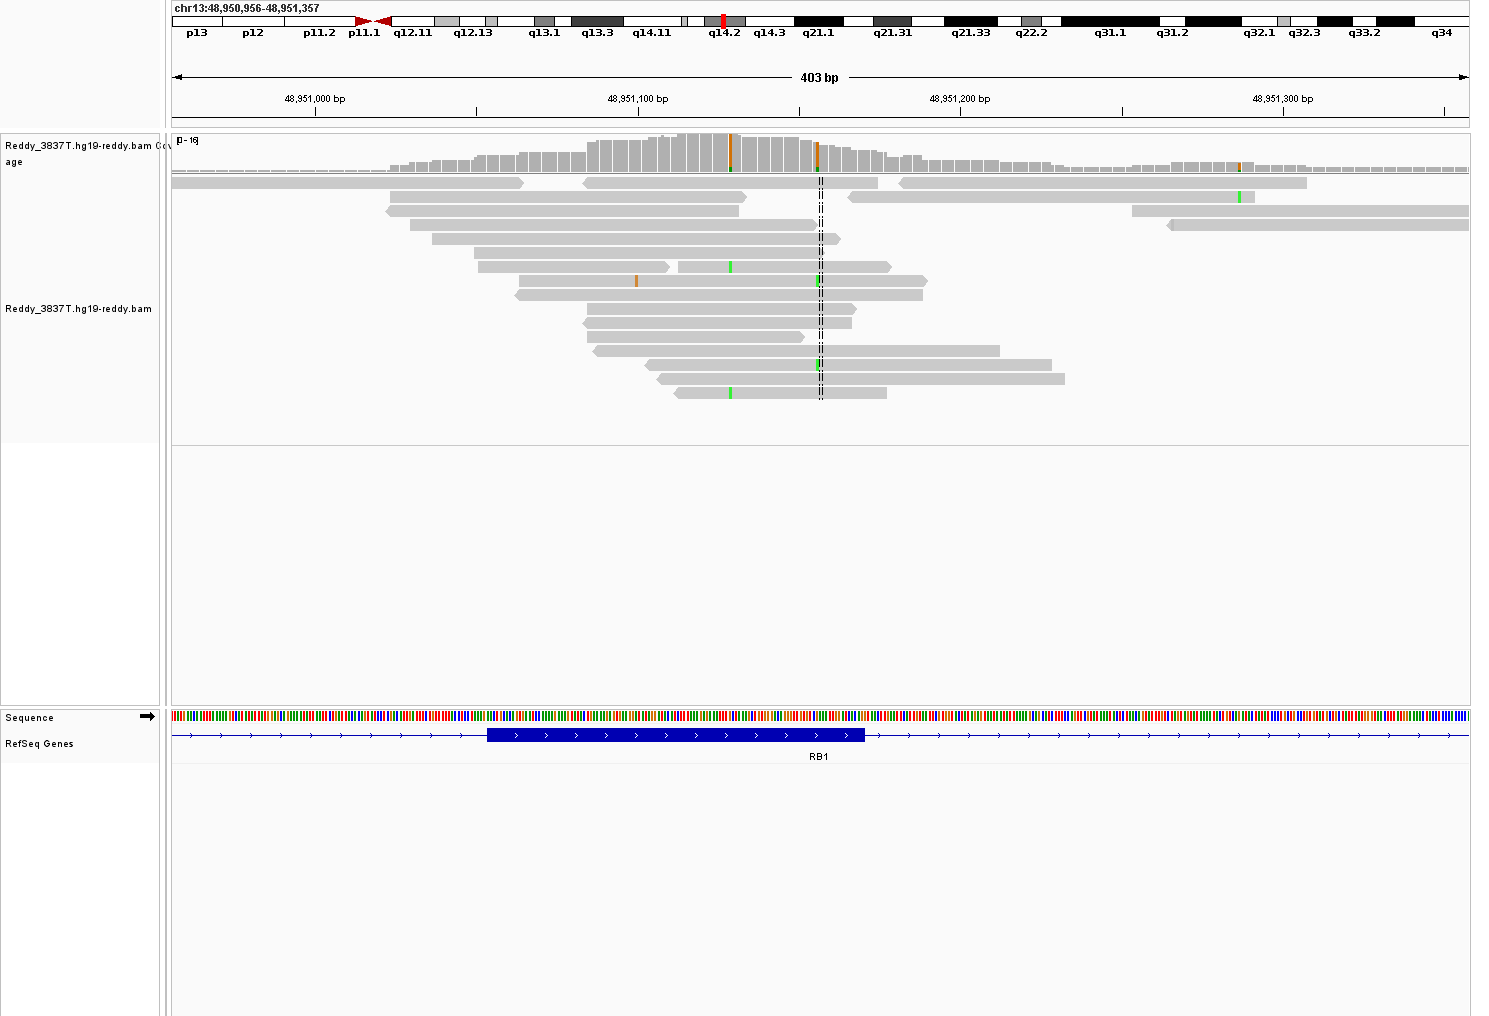 chr13:48,950,956-48,951,357
p13 p12 p11.2 p11.1 q12.11 q12.13 q13.1 q13.3 q14.11 q14.2 q14.3 q21.1 q21.31 q21.33 q22.2 q31.1 q31.2 q32.1 q32.3 q33.2 q34
403 bp
48,951,000 bp 48,951,100 bp 48,951,200 bp 48,951,300 bp
[0 - 16]
Reddy_3837T.hg19-reddy.bam Cov
age
Reddy_3837T.hg19-reddy.bam
Sequence
RefSeq Genes
RB1